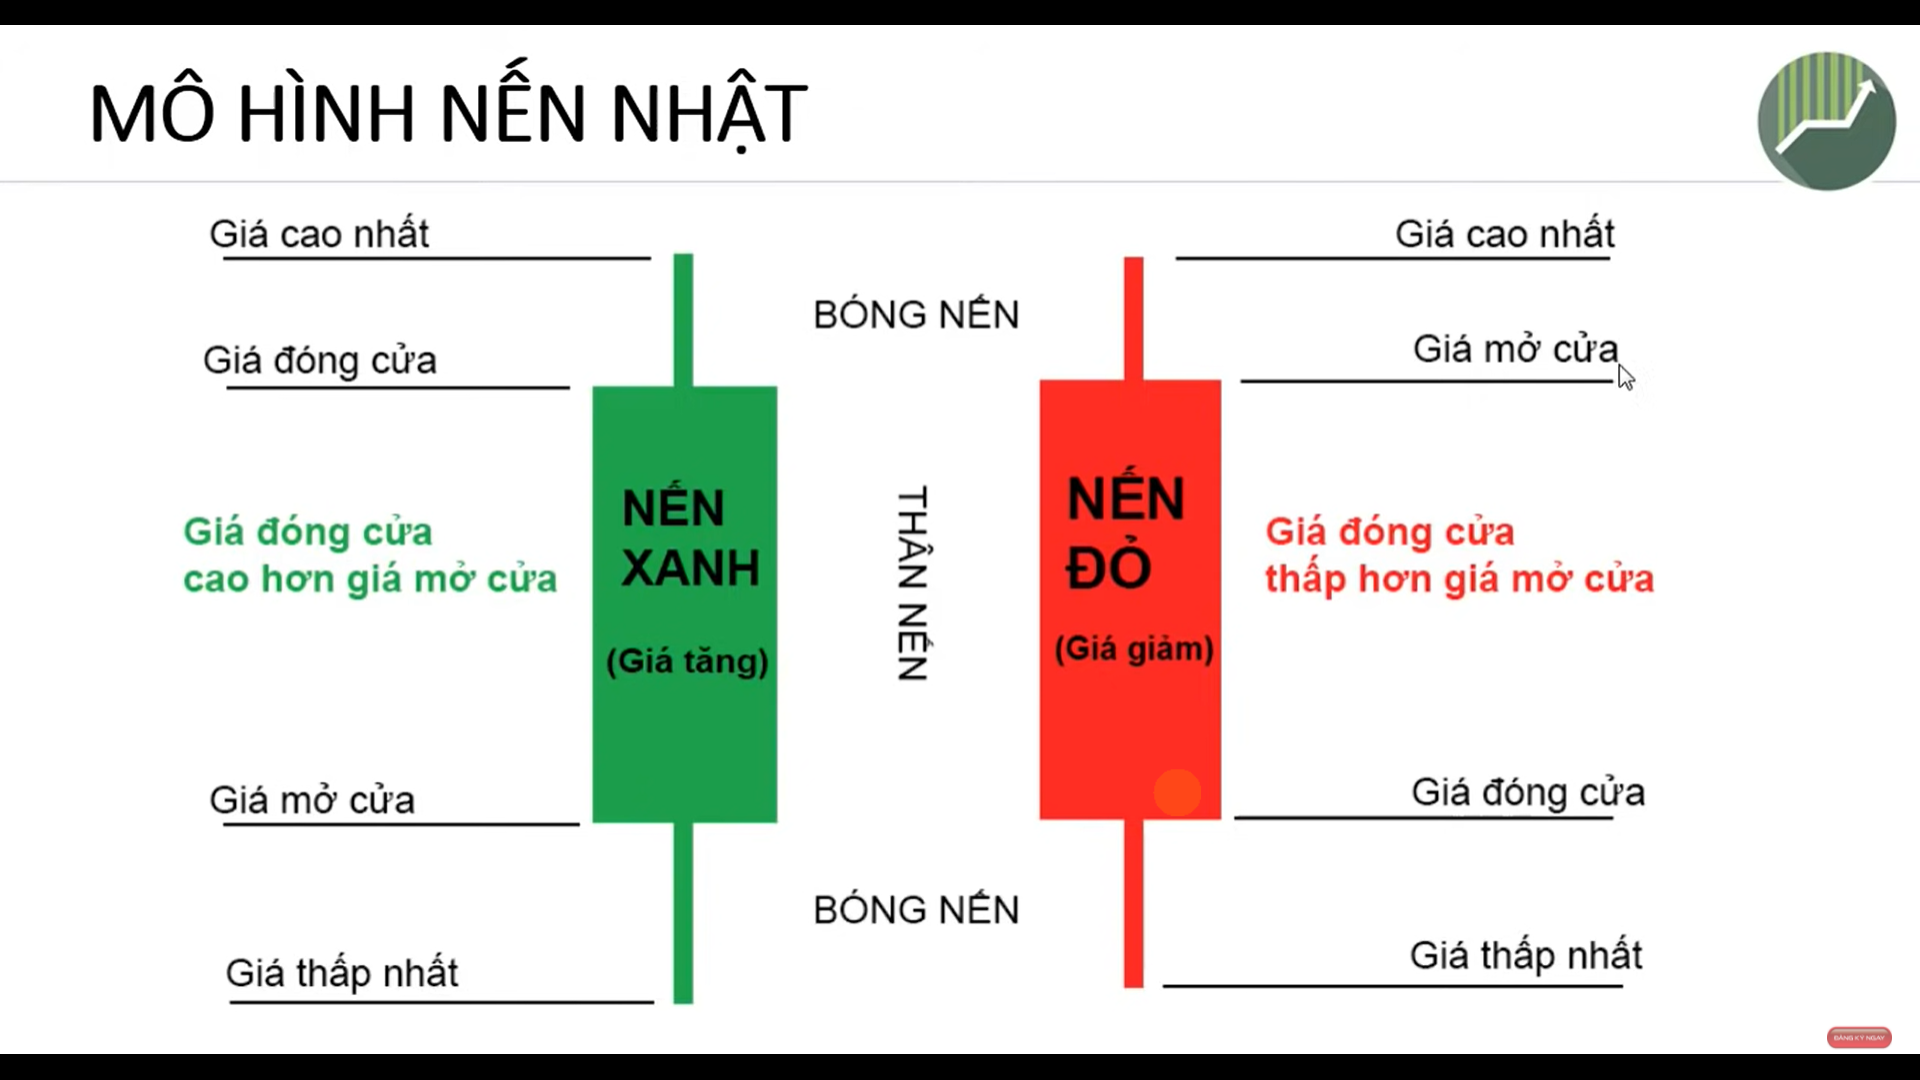 MÔ HÌNH NẾN NHẬT
Giá cao nhất
Giá cao nhất
BÓNG NẾN
Giá đóng cửa
Giá mở cửa
NẾN
XANH
(Giá tăng)
THÂN NẾN
NẾN
ĐỎ
(Giá giảm)
Giá đóng cửa
cao hơn giá mở cửa
Giá đóng cửa
thấp hơn giá mở cửa
Giá mở cửa
Giá đóng cửa
BÓNG NẾN
Giá thấp nhất
Giá thấp nhất
ĐĂNG KÝ NGAY